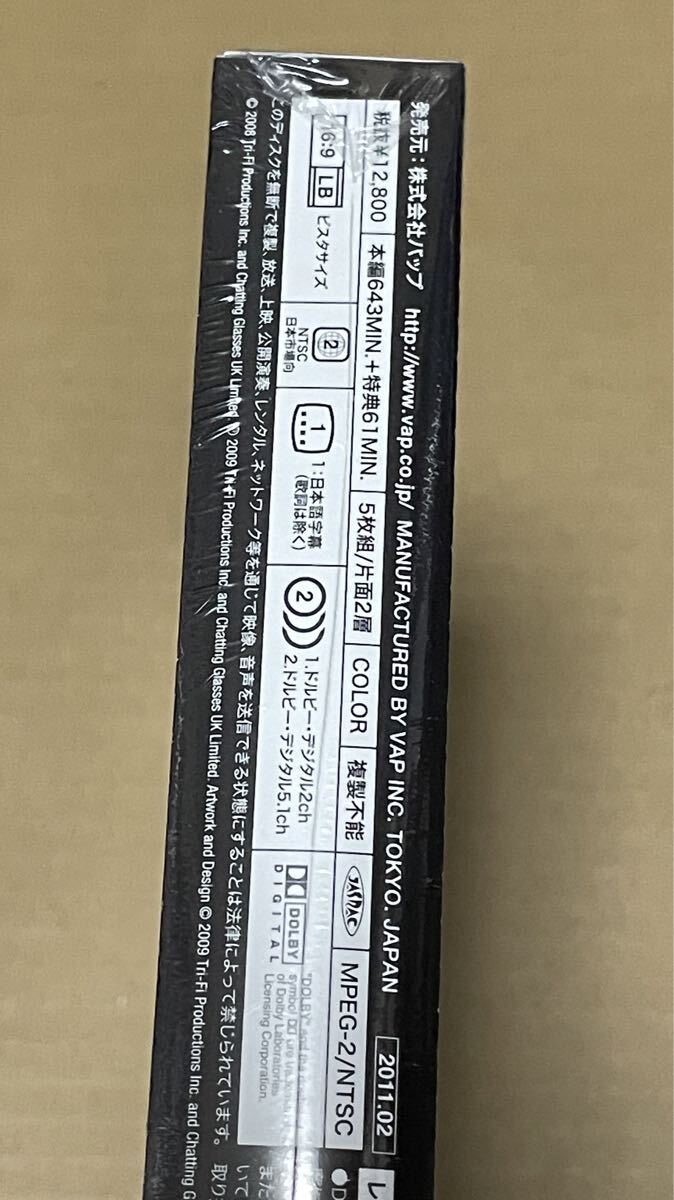 発売元：株式会社バップ http://www.vap.co.jp/ MANUFACTURED BY VAP INC. TOKYO. JAPAN 2011.02
税抜¥12,800 本編643MIN.＋特典61MIN. 5枚組/片面2層 COLOR 複製不能 JASRAC MPEG-2/NTSC
16:9 LB ビスタサイズ
2 NTSC
日本市場向
1 1:日本語字幕
(歌詞は除く)
2 1.ドルビー・デジタル2ch
2.ドルビー・デジタル5.1ch
DOLBY
DIGITAL
"DOLBY" and the
symbol
of Dolby Laboratories
Licensing Corporation.
このディスクを無断で複製、放送、上映、公開演奏、レンタル、ネットワーク等を通じて映像、音声を送信できる状態にすることは法律によって禁じられています。
© 2008 Tri-Fi Productions Inc. and Chatting Glasses UK Limited. ℗ 2009 Tri-Fi Productions Inc. and Chatting Glasses UK Limited. Artwork and Design © 2009 Tri-Fi Productions Inc. and Chatting G
レ
●D
また
いて
取り